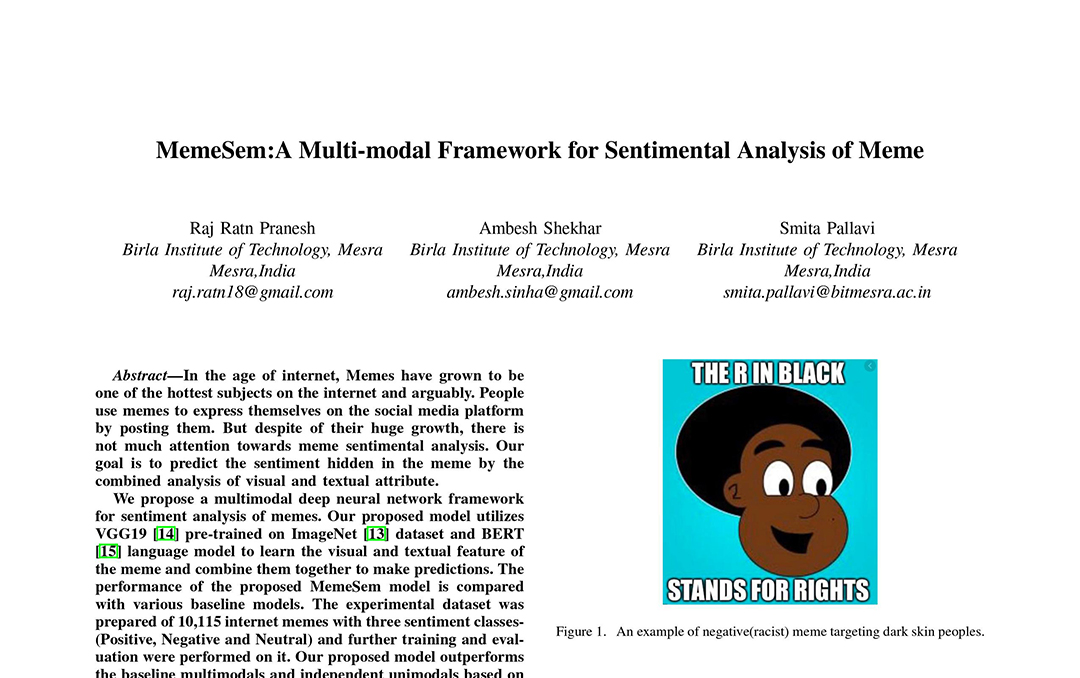 MemeSem:A Multi-modal Framework for Sentimental Analysis of Meme
Raj Ratn Pranesh
Birla Institute of Technology, Mesra
Mesra,India
raj.ratn18@gmail.com
Ambesh Shekhar
Birla Institute of Technology, Mesra
Mesra,India
ambesh.sinha@gmail.com
Smita Pallavi
Birla Institute of Technology, Mesra
Mesra,India
smita.pallavi@bitmesra.ac.in
Abstract—In the age of internet, Memes have grown to be
one of the hottest subjects on the internet and arguably. People
use memes to express themselves on the social media platform
by posting them. But despite of their huge growth, there is
not much attention towards meme sentimental analysis. Our
goal is to predict the sentiment hidden in the meme by the
combined analysis of visual and textual attribute.
We propose a multimodal deep neural network framework
for sentiment analysis of memes. Our proposed model utilizes
VGG19 [14] pre-trained on ImageNet [13] dataset and BERT
[15] language model to learn the visual and textual feature of
the meme and combine them together to make predictions. The
performance of the proposed MemeSem model is compared
with various baseline models. The experimental dataset was
prepared of 10,115 internet memes with three sentiment classes-
(Positive, Negative and Neutral) and further training and eval-
uation were performed on it. Our proposed model outperforms
the baseline multimodals and independent unimodals based on
THE R IN BLACK
STANDS FOR RIGHTS
Figure 1. An example of negative(racist) meme targeting dark skin peoples.